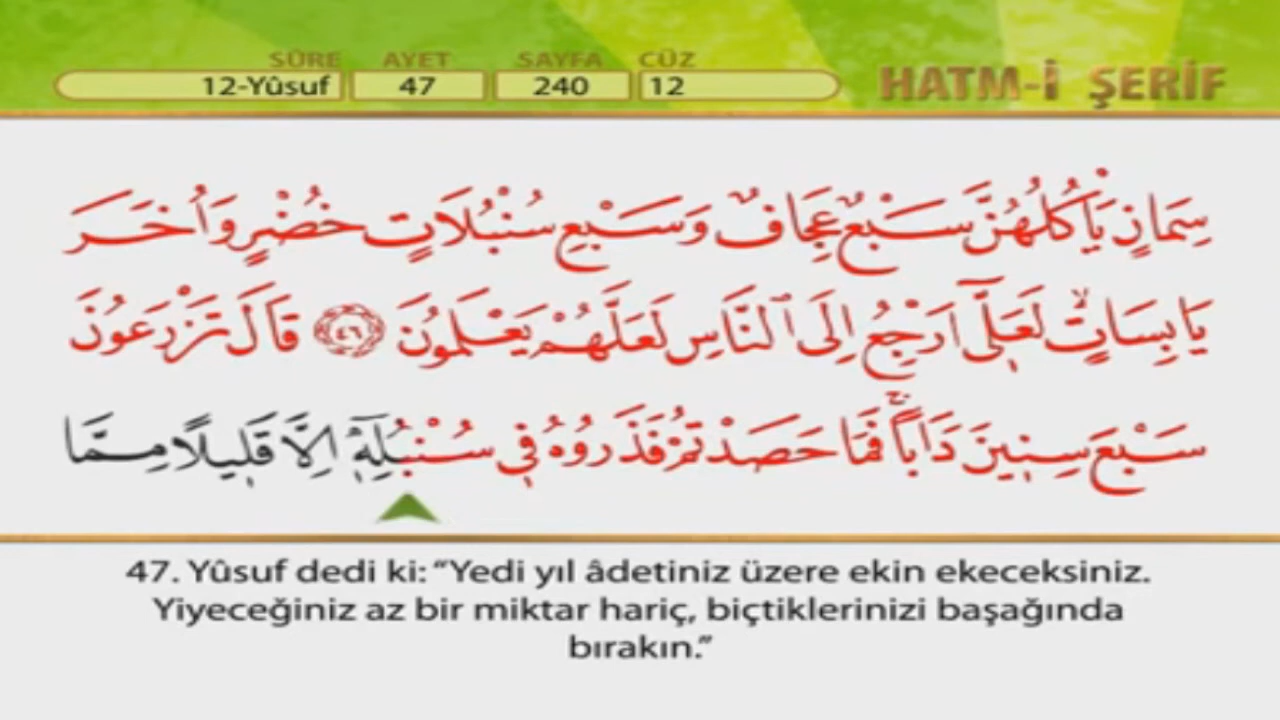 SÛRE AYET SAYFA CÜZ
12-Yûsuf 47 240 12
HATM-İ ŞERİF
سِمَانٍ يَأْكُلُهُنَّ سَبْعٌ عِجَافٌ وَسَبْعِ سُنْبُلَاتٍ خُضْرٍ وَاُخَرَ
يَابِسَاتٍۙ لَعَلّ۪ٓي اَرْجِعُ اِلَى النَّاسِ لَعَلَّهُمْ يَعْلَمُونَ ﴿٤٦﴾ قَالَ تَزْرَعُونَ
سَبْعَ سِن۪ينَ دَاَباًۚ فَمَا حَصَدْتُمْ فَذَرُوهُ ف۪ي سُنْبُلِه۪ٓ اِلَّا قَل۪يلًا مِمَّا
47. Yûsuf dedi ki: “Yedi yıl âdetiniz üzere ekin ekeceksiniz.
Yiyeceğiniz az bir miktar hariç, biçtiklerinizi başağında
bırakın.”